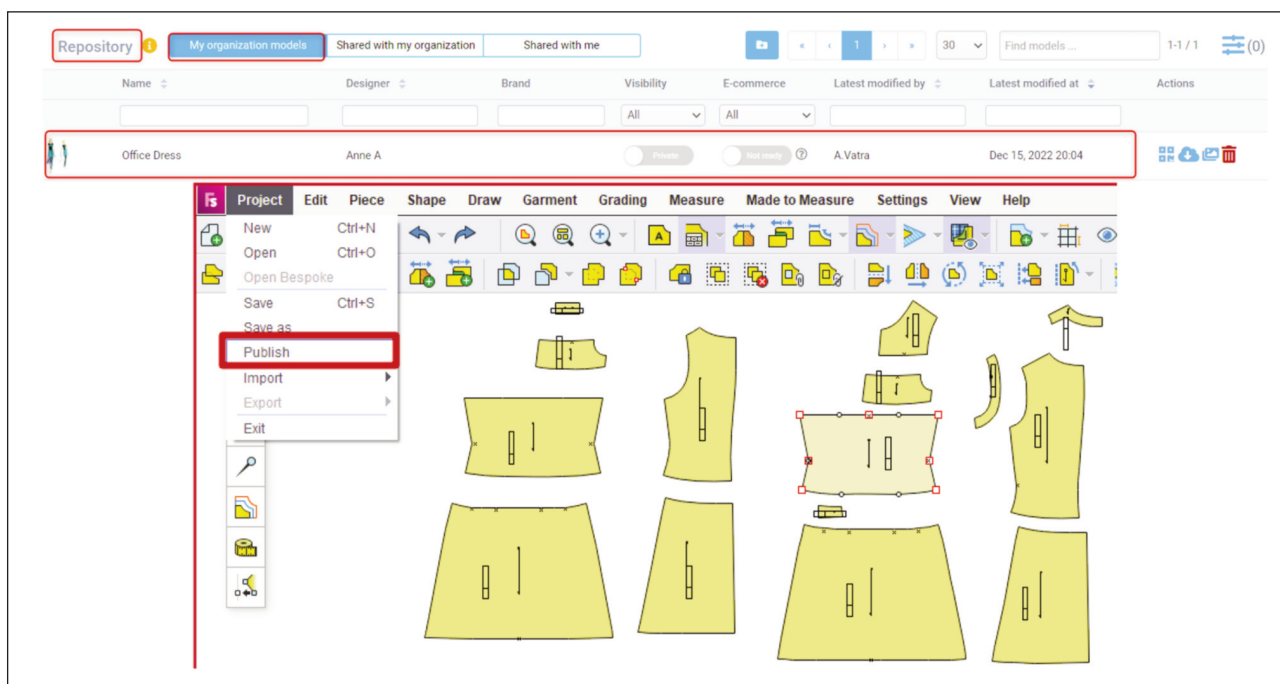 Repository My organization models Shared with my organization Shared with me « ‹ 1 › » 30 Find models ... 1-1 / 1 (0)
Name Designer Brand Visibility E-commerce Latest modified by Latest modified at Actions
All All
Office Dress Anne A Private Not ready A.Vatra Dec 15, 2022 20:04
Fs Project Edit Piece Shape Draw Garment Grading Measure Made to Measure Settings View Help
New Ctrl+N
Open Ctrl+O
Open Bespoke
Save Ctrl+S
Save as
Publish
Import
Export
Exit